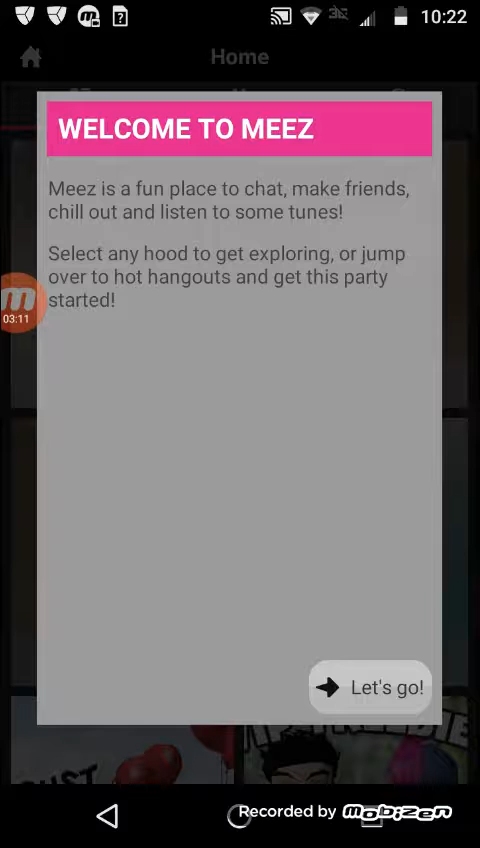 10:22
Home
WELCOME TO MEEZ
Meez is a fun place to chat, make friends,
chill out and listen to some tunes!
Select any hood to get exploring, or jump
over to hot hangouts and get this party
started!
03:11
Let's go!
Recorded by mobizen